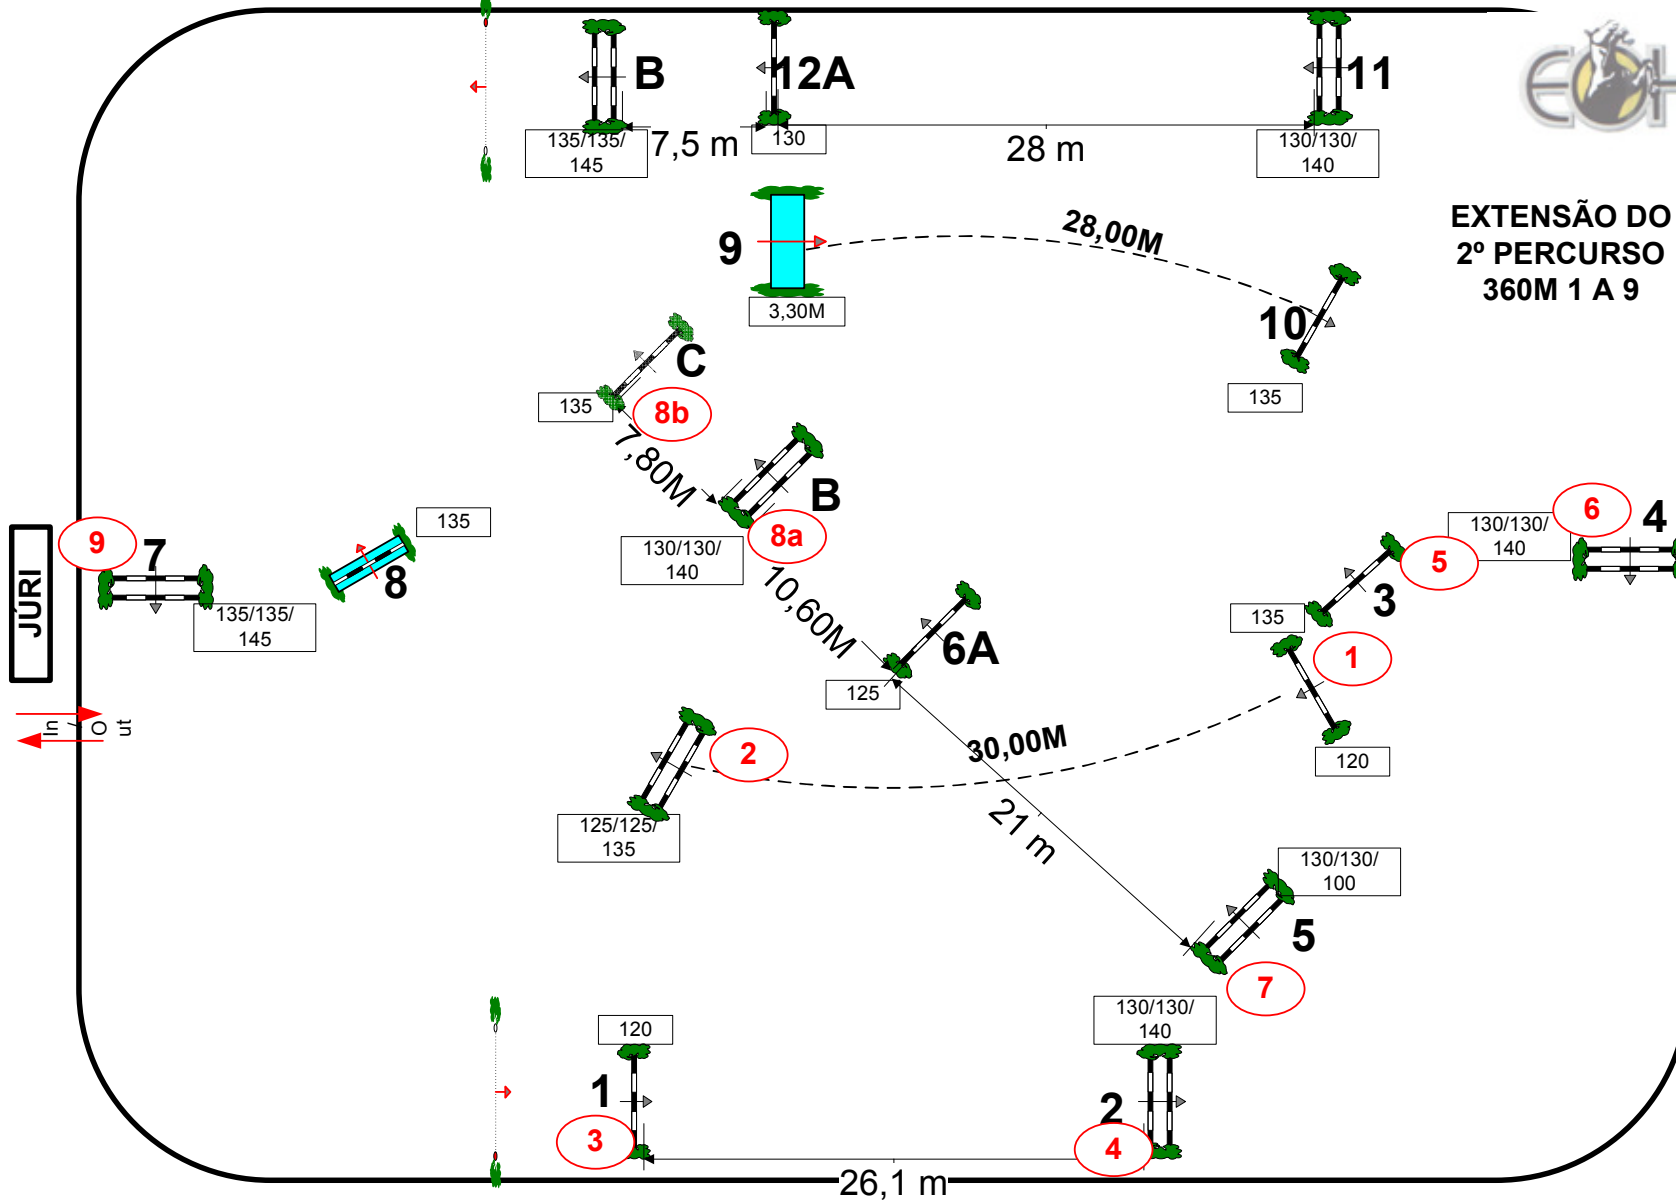 B
12A
11
135/135/
145
7,5 m
130
28 m
130/130/
140
EXTENSÃO DO
2º PERCURSO
360M 1 A 9
9
28,00M
3,30M
10
135
C
135
8b
7,80M
B
8a
130/130/
140
10,60M
6A
125
JÚRI
9
7
135/135/
145
135
8
In /
O
ut
6
4
130/130/
140
5
3
135
1
120
2
125/125/
135
30,00M
21 m
130/130/
100
5
7
120
1
3
130/130/
140
2
4
26,1 m